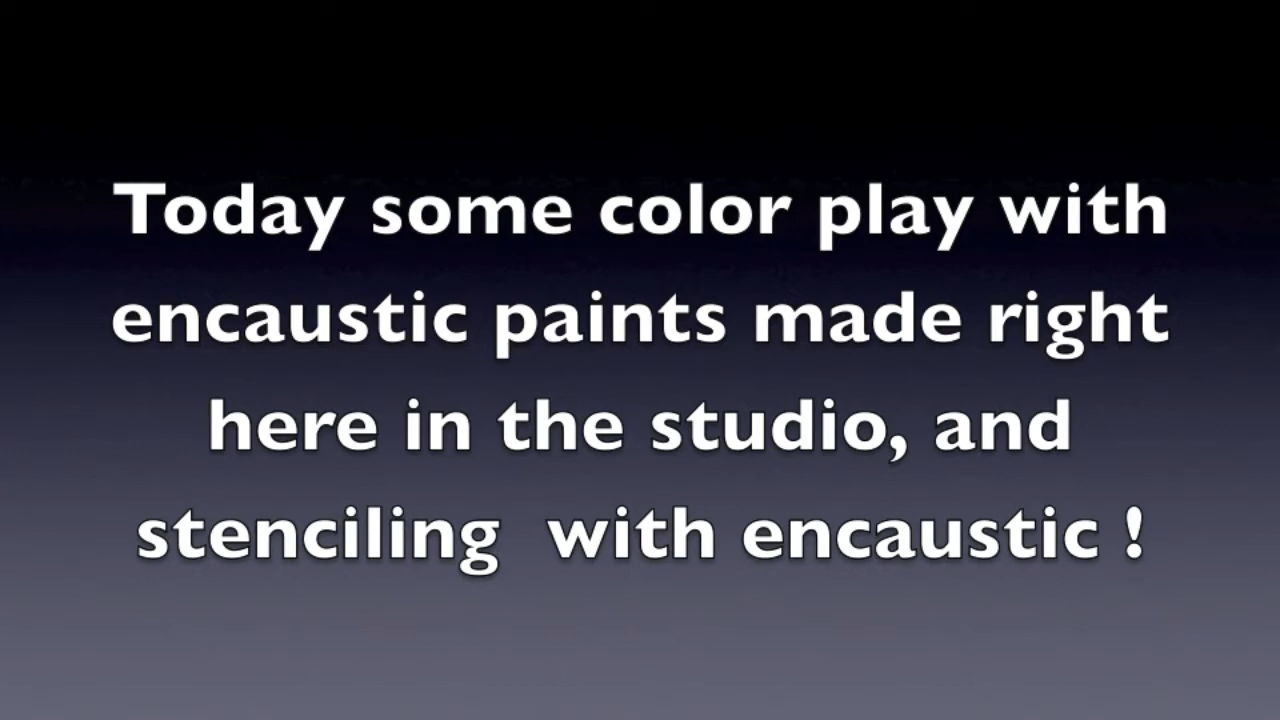 Today some color play with
encaustic paints made right
here in the studio, and
stenciling  with encaustic !